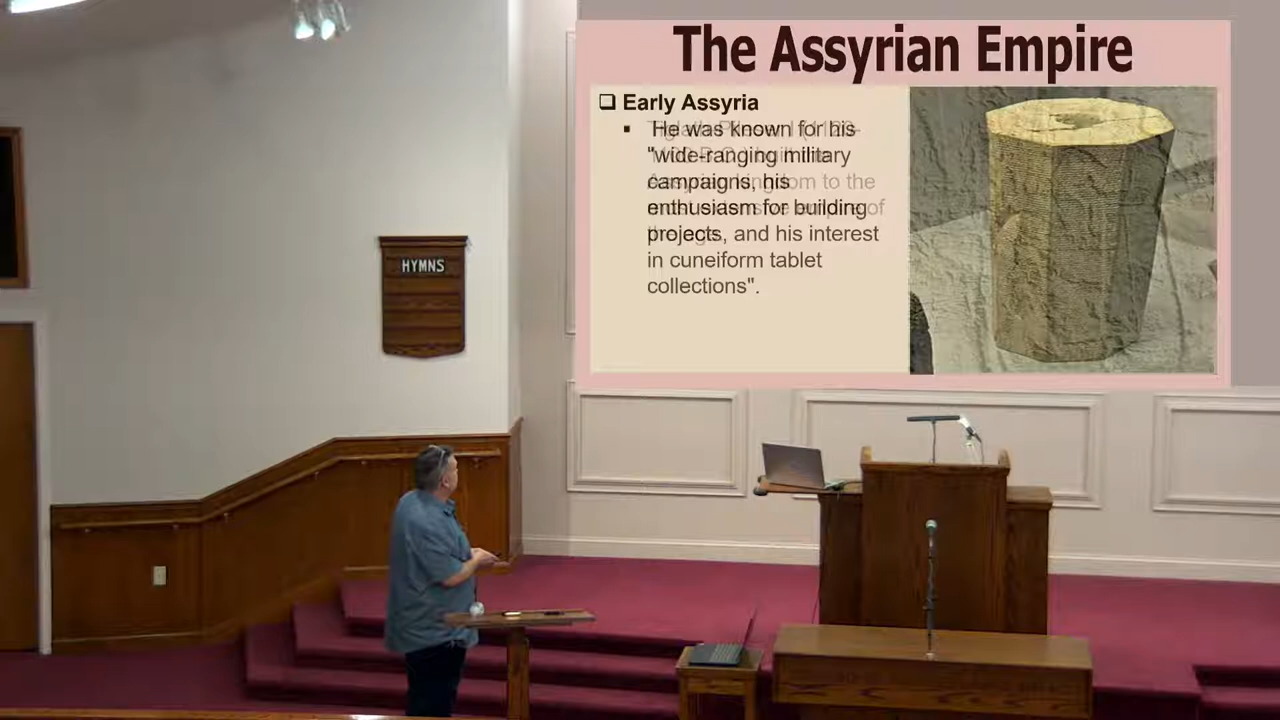 The Assyrian Empire
Early Assyria
He was known for his
"wide-ranging military
campaigns, his
enthusiasm for building
projects, and his interest
in cuneiform tablet
collections".
HYMNS